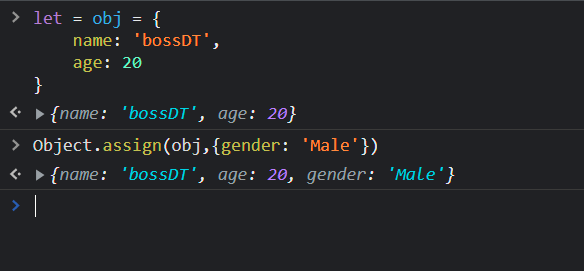 let = obj = {
name: 'bossDT',
age: 20
}
{name: 'bossDT', age: 20}
Object.assign(obj,{gender: 'Male'})
{name: 'bossDT', age: 20, gender: 'Male'}